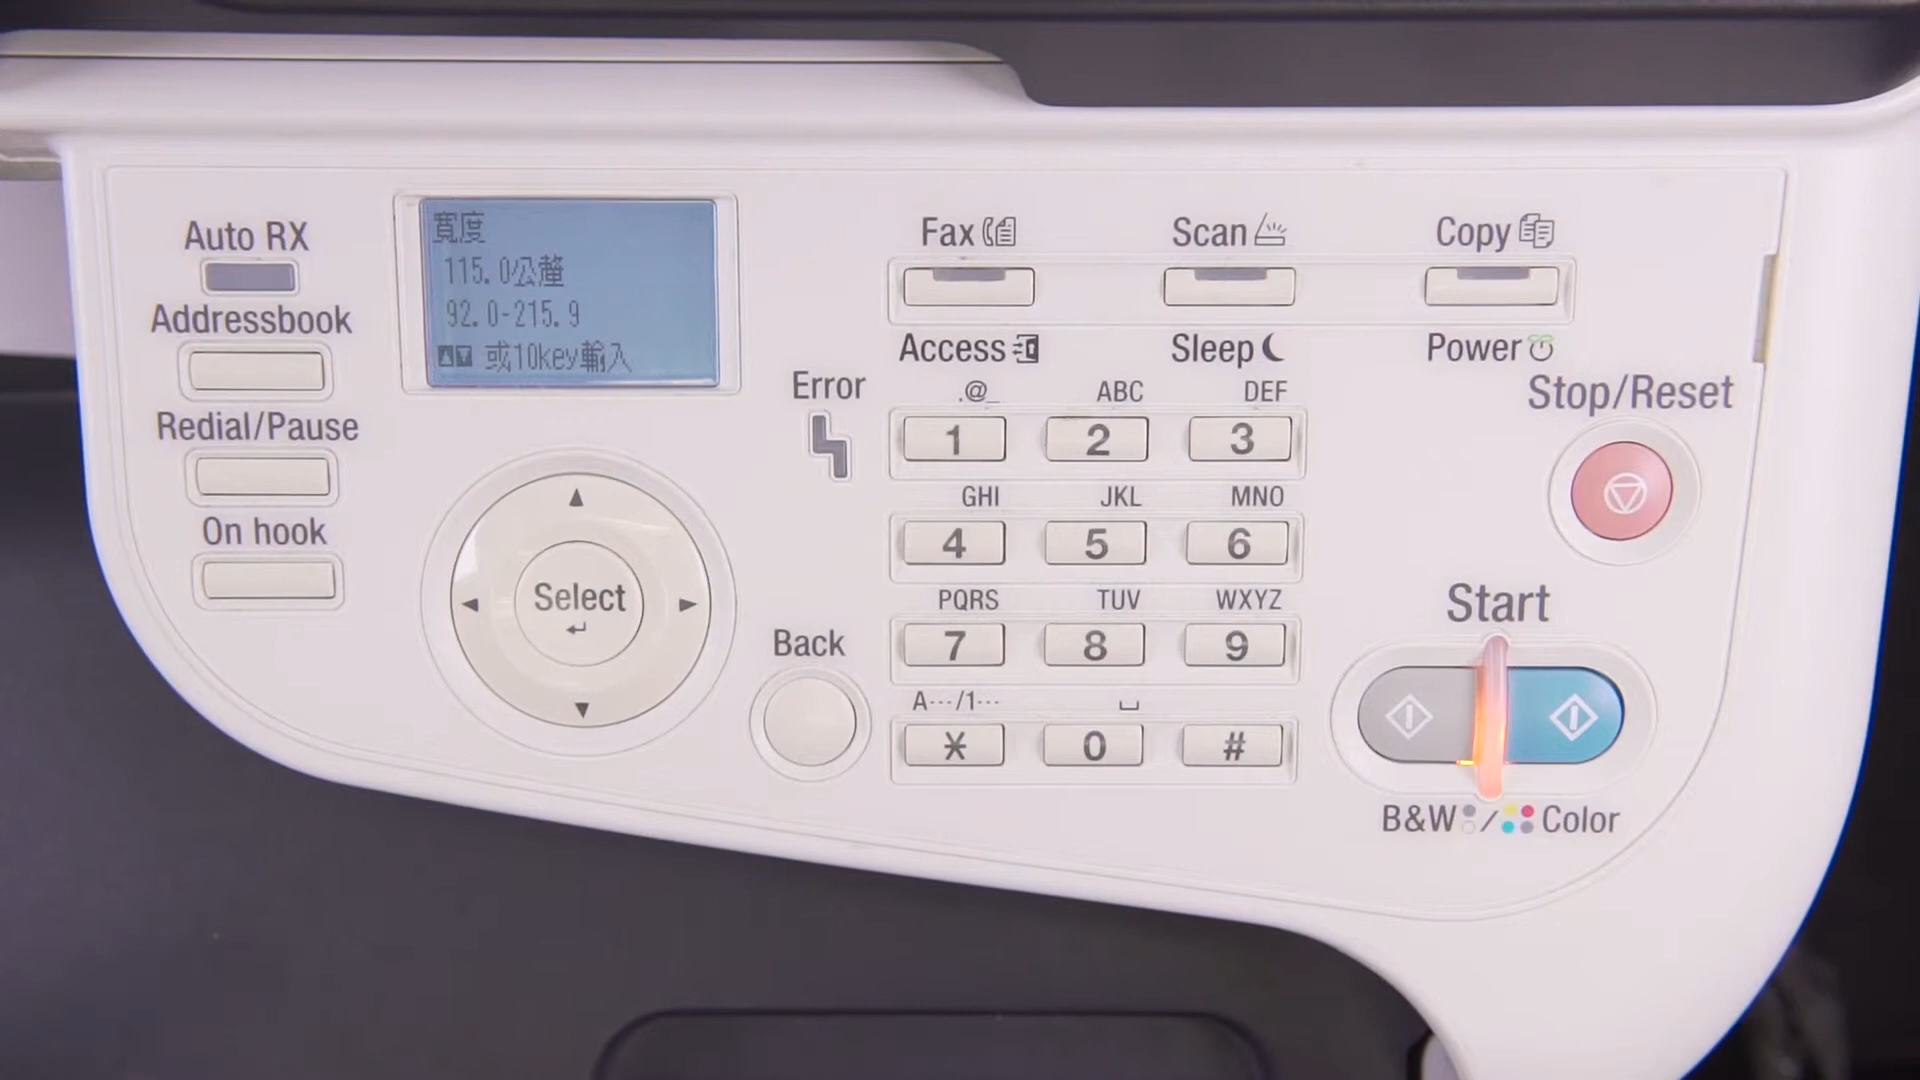 Auto RX
Addressbook
Redial/Pause
On hook
寬度
115.0公釐
92.0-215.9
或10key輸入
Select
Back
Error
Fax
Scan
Copy
Access
Sleep
Power
.@_ ABC DEF
1 2 3
GHI JKL MNO
4 5 6
PQRS TUV WXYZ
7 8 9
A---/1---
* 0 #
Stop/Reset
Start
B&W / Color